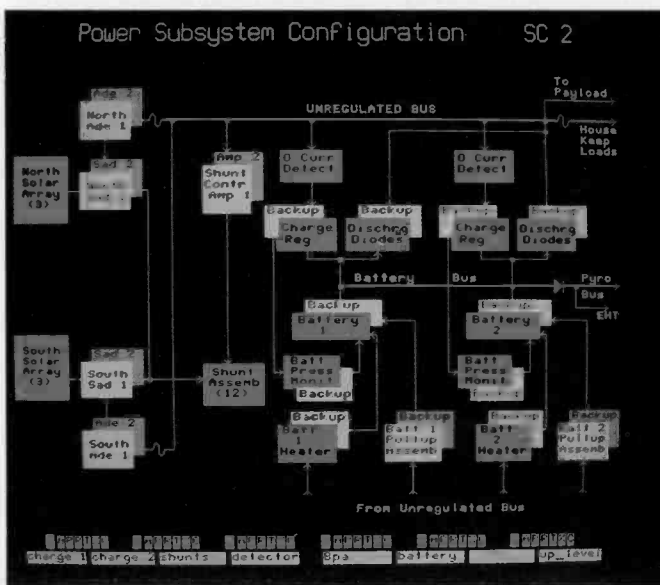 Power Subsystem Configuration SC 2
To
Payload
UNREGULATED BUS
House
Keep
Loads
Ade 2
North
Ade 1
Sad 2
North
Solar
Array
(3)
Amp 2
Shunt
Contr
Amp 1
O Curr
Detect
O Curr
Detect
Backup
Charge
Reg
Backup
Dischrg
Diodes
Charge
Reg
Dischrg
Diodes
Battery Bus
Pyro
Bus
EHT
Backup
Battery
1
Backup
Battery
2
South
Solar
Array
(3)
Sad 2
South
Sad 1
Shunt
Assemb
(12)
Batt
Press
Monit
Backup
Batt
Press
Monit
Ade 2
South
Ade 1
Backup
Batt
1
Heater
Backup
Batt 1
Pullup
Assemb
Backup
Batt
2
Heater
Backup
Batt 2
Pullup
Assemb
From Unregulated Bus
charge 1 charge 2 shunts detector Bpa battery up_level